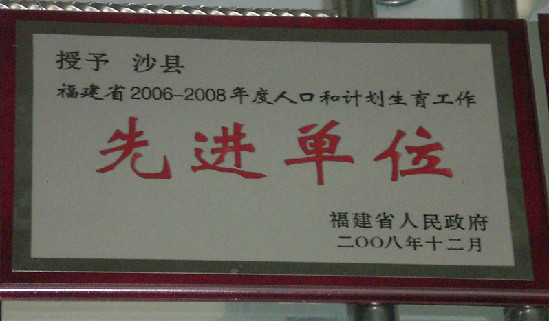 授予 沙县
福建省2006-2008年度人口和计划生育工作
先进单位
福建省人民政府
二〇〇八年十二月